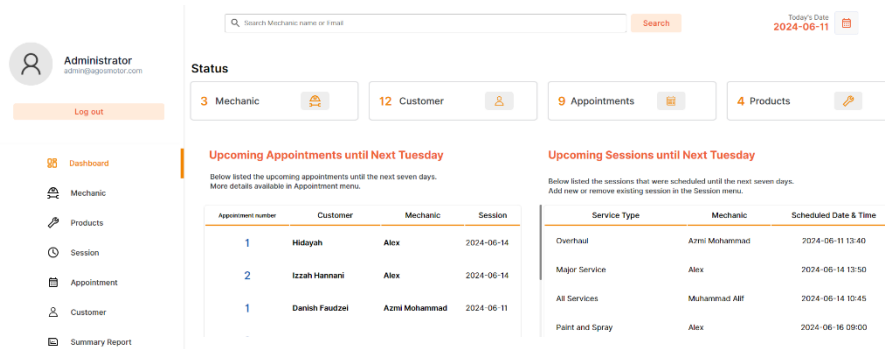 Search Mechanic name or Email
Search
Today's Date
2024-06-11
Administrator
admin@agosmotor.com
Log out
Dashboard
Mechanic
Products
Session
Appointment
Customer
Summary Report
Status
3 Mechanic
12 Customer
9 Appointments
4 Products
Upcoming Appointments until Next Tuesday
Below listed the upcoming appointments until the next seven days.
More details available in Appointment menu.
Appointment number Customer Mechanic Session
1 Hidayah Alex 2024-06-14
2 Izzah Hannani Alex 2024-06-14
1 Danish Faudzei Azmi Mohammad 2024-06-11
Upcoming Sessions until Next Tuesday
Below listed the sessions that were scheduled until the next seven days.
Add new or remove existing session in the Session menu.
Service Type Mechanic Scheduled Date & Time
Overhaul Azmi Mohammad 2024-06-11 13:40
Major Service Alex 2024-06-14 13:50
All Services Muhammad Alif 2024-06-14 10:45
Paint and Spray Alex 2024-06-16 09:00